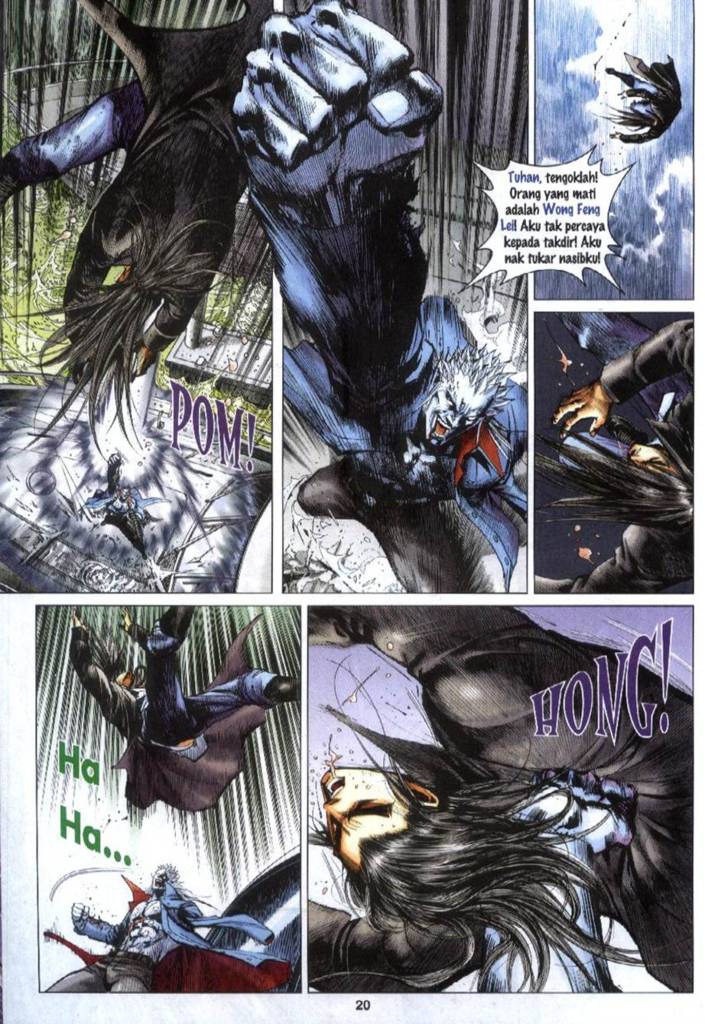 POM!
Tuhan, tengoklah!
Orang yang mati
adalah Wong Feng
Lei! Aku tak percaya
kepada takdir! Aku
nak tukar nasibku!
Ha
Ha...
HONG!
20